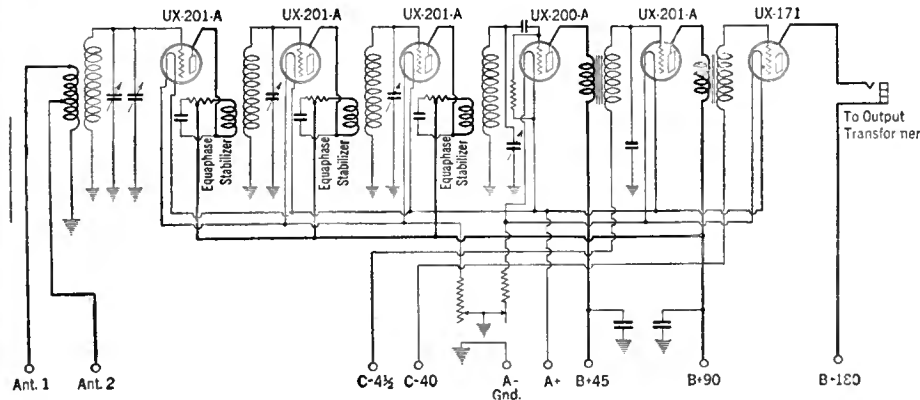 UX-201-A
UX-201-A
UX-201-A
UX-200-A
UX-201-A
UX-171
Equaphase
Stabilizer
Equaphase
Stabilizer
Equaphase
Stabilizer
To Output
Transformer
Ant. 1
Ant. 2
C-4½
C-40
A-
Gnd.
A+
B+45
B+90
B+180